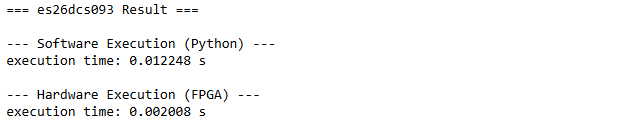 === es26dcs093 Result ===
--- Software Execution (Python) ---
execution time: 0.012248 s
--- Hardware Execution (FPGA) ---
execution time: 0.002008 s